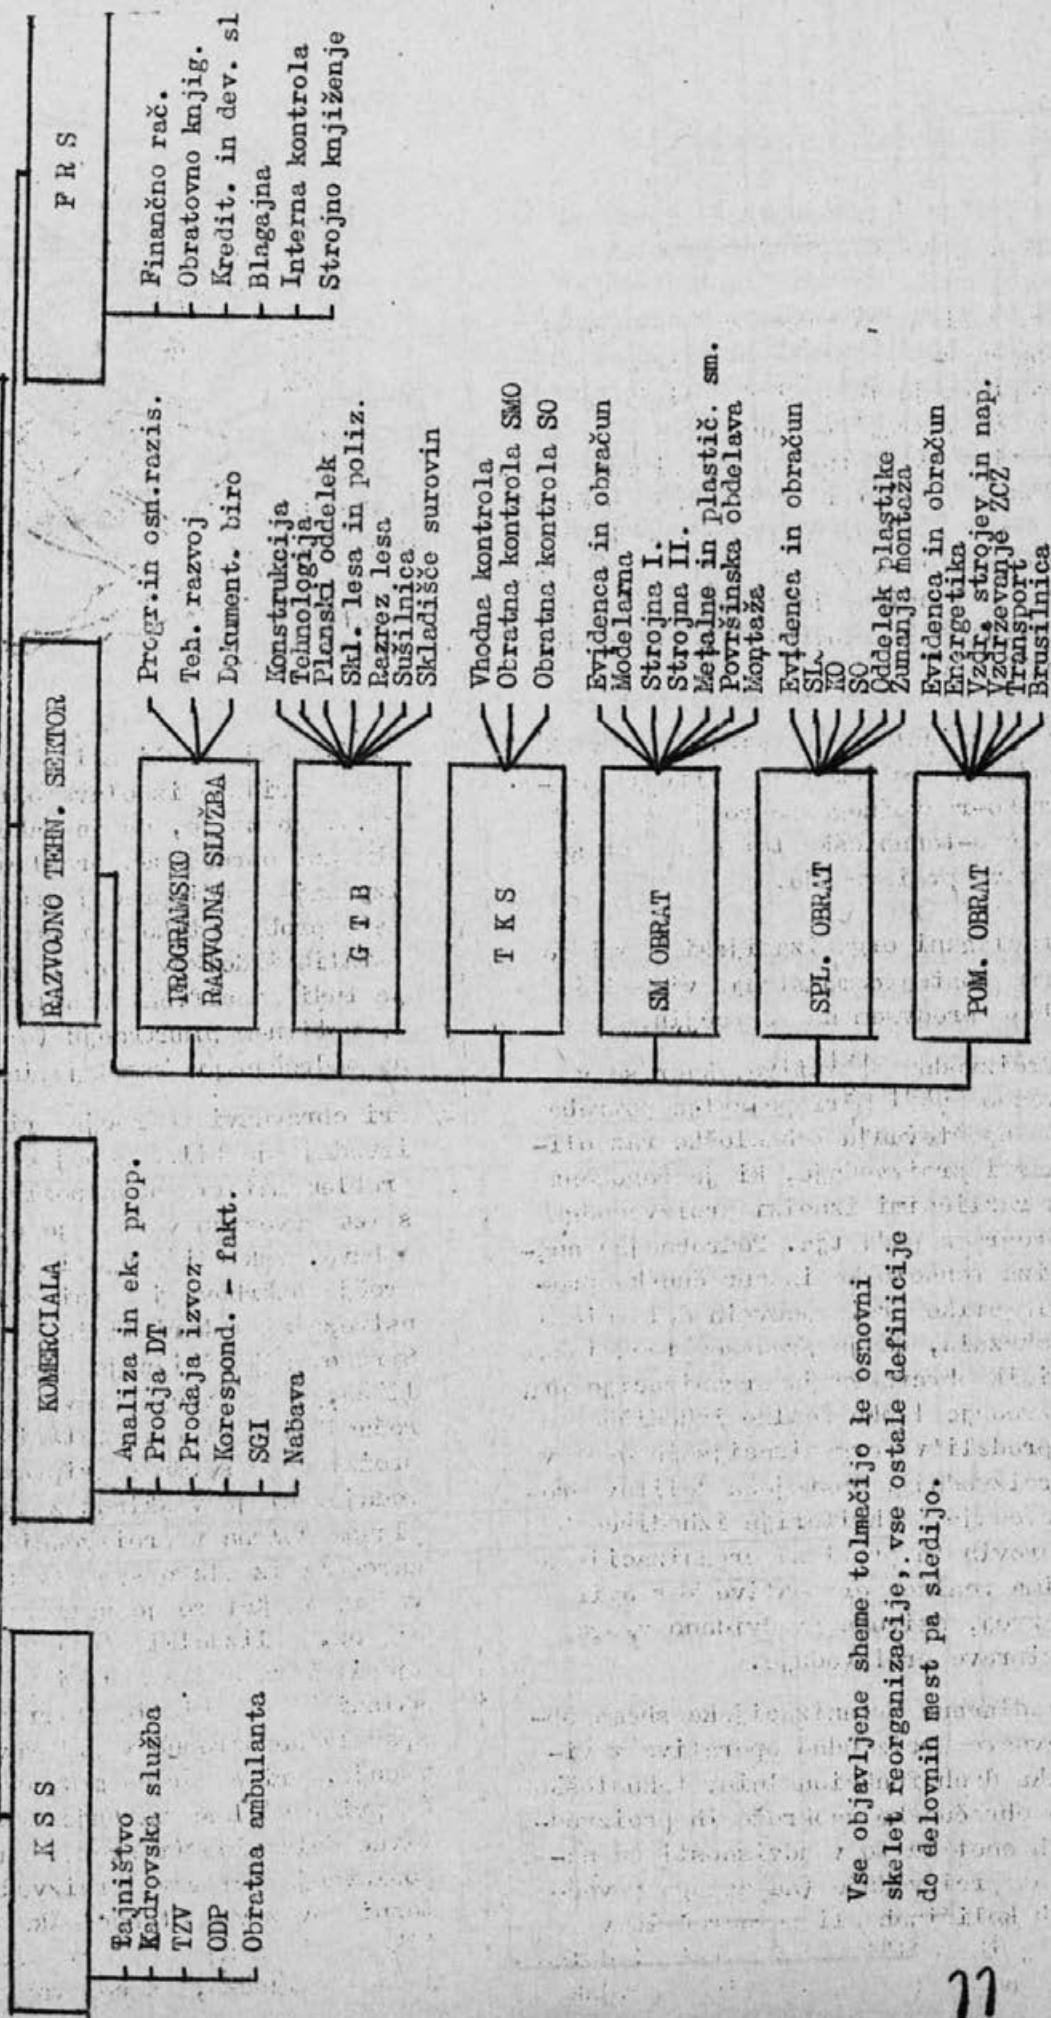 K S S
Tajništvo
Kadrovska služba
TZV
ODP
Obratna ambulanta
KOMERCIALA
Analiza in ek. prop.
Prodja DT
Prodaja izvoz
Korespond. - fakt.
SGI
Nabava
RAZVOJNO TEHN. SEKTOR
PROGRAMSKO
RAZVOJNA SLUŽBA
Progr.in osn.razis.
Teh. razvoj
Dokument. biro
G T B
Konstrukcija
Tehnologija
Planski oddelek
Skl. lesa in poliz.
Razrez lesa
Sušilnica
Skladišče surovin
T K S
Vhodna kontrola
Obratna kontrola SMO
Obratna kontrola SO
SM OBRAT
Evidenca in obračun
Modelarna
Strojna I.
Strojna II.
Metalne in plastič. sm.
Površinska obdelava
Montaža
SPL. OBRAT
Evidenca in obračun
KO
SO
Oddelek plastike
Zunanja montaža
POM. OBRAT
Evidenca in obračun
Energetika
Vzdr. strojev in nap.
Vzdrževanje ZCZ
Transport
Brusilnica
F R S
Finančno rač.
Obratovno knjig.
Kredit. in dev. sl
Blagajna
Interna kontrola
Strojno knjiženje
Vse objavljene sheme tolmačijo le osnovni
skelet reorganizacije, vse ostale definicije
do delovnih mest pa sledijo.
11